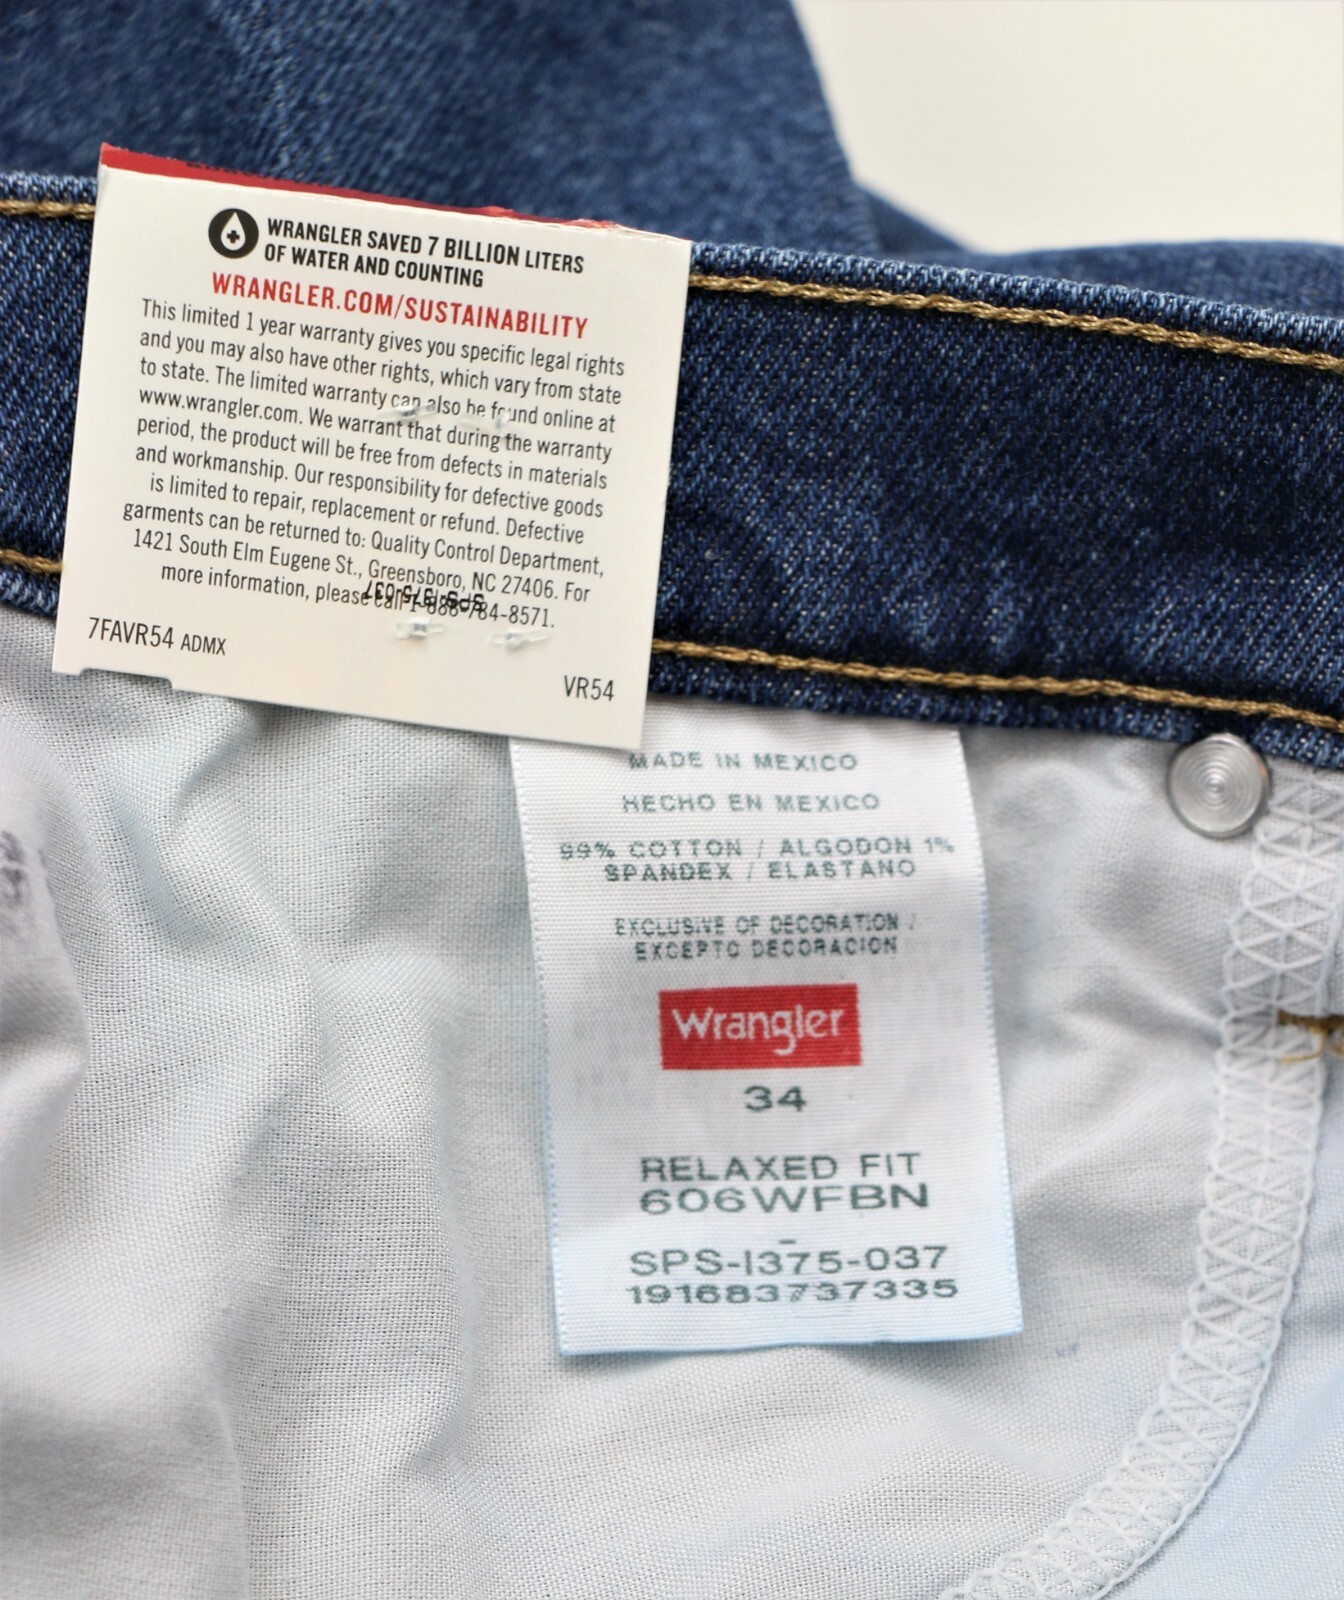 WRANGLER SAVED 7 BILLION LITERS
OF WATER AND COUNTING
WRANGLER.COM/SUSTAINABILITY
This limited 1 year warranty gives you specific legal rights
and you may also have other rights, which vary from state
to state. The limited warranty can also be found online at
www.wrangler.com. We warrant that during the warranty
period, the product will be free from defects in materials
and workmanship. Our responsibility for defective goods
is limited to repair, replacement or refund. Defective
garments can be returned to: Quality Control Department,
1421 South Elm Eugene St., Greensboro, NC 27406. For
more information, please call 1-888-784-8571.
7FAVR54 ADMX
VR54
MADE IN MEXICO
HECHO EN MEXICO
99% COTTON / ALGODON 1%
SPANDEX / ELASTANO
EXCLUSIVE OF DECORATION /
EXCEPTO DECORACION
Wrangler
34
RELAXED FIT
606WFBN
-
SPS-I375-037
191683737335